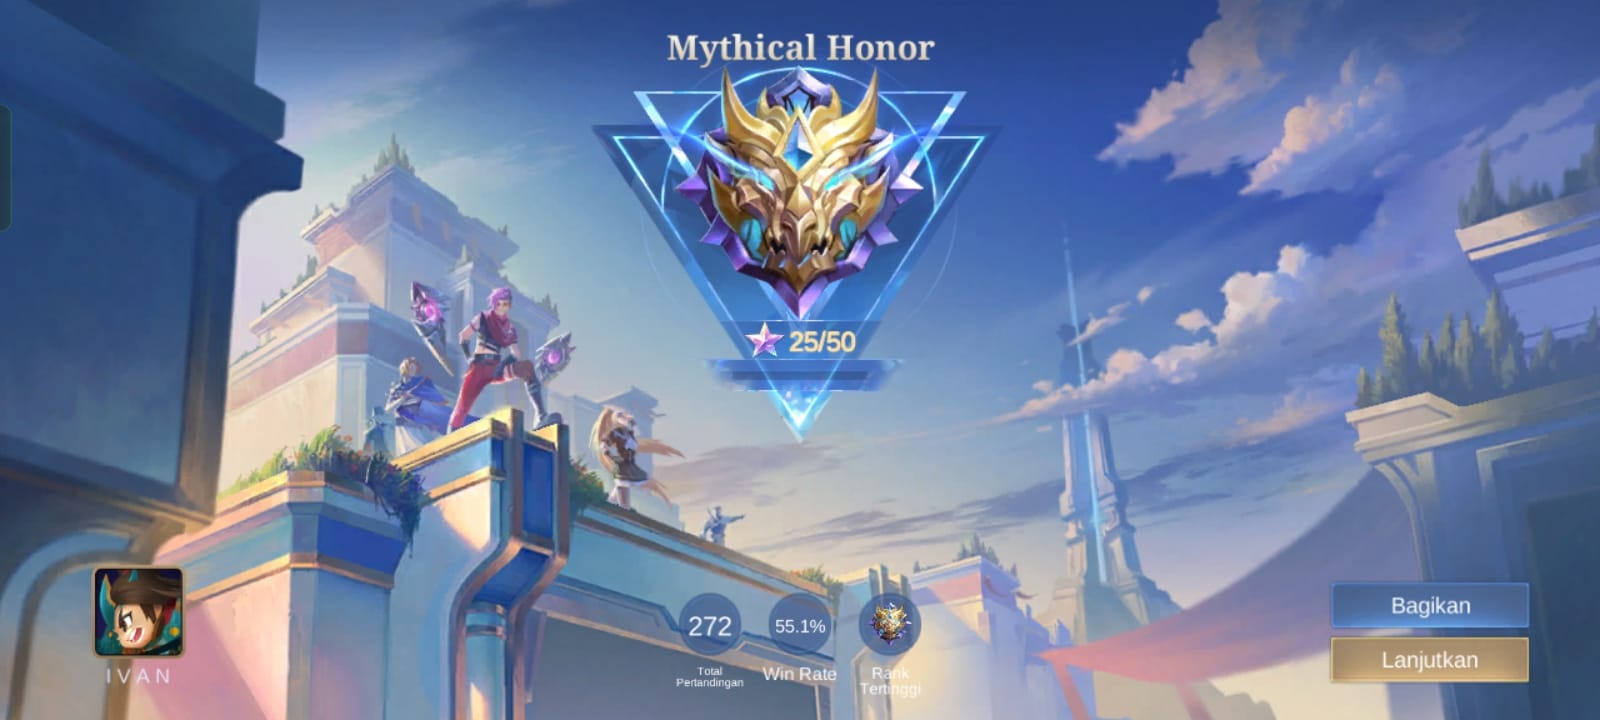 Mythical Honor
25/50
272
55.1%
Total
Pertandingan
Win Rate
Rank
Tertinggi
IVAN
Bagikan
Lanjutkan